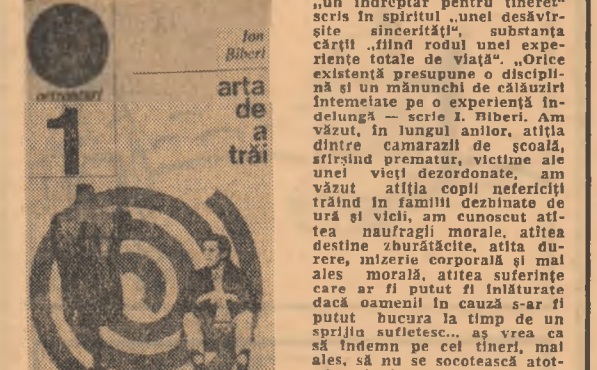 Ion
Biberi
arta
de
a
trăi
1
„un îndreptar pentru tineret“
scris în spiritul „unei desăvîr-
șite sincerități“, substanța
cărții „fiind rodul unei expe-
riențe totale de viață“. „Orice
existență presupune o discipli-
nă și un mănunchi de călăuziri
întemeiate pe o experiență în-
delungă — scrie I. Biberi. Am
văzut, în lungul anilor, atîția
dintre camarazii de școală,
sfîrșind prematur, victime ale
unei vieți dezordonate, am
văzut atîția copii nefericiți
trăind în familii dezbinate de
ură și vicii, am cunoscut atî-
tea naufragii morale, atîtea
destine zburătăcite, atîta du-
rere, mizerie corporală și mai
ales morală, atîtea suferințe
care ar fi putut fi înlăturate
dacă oamenii în cauză s-ar fi
putut bucura la timp de un
sprijin sufletesc... aș vrea ca
să îndemn pe cei tineri, mai
ales, să nu se socotească atot-